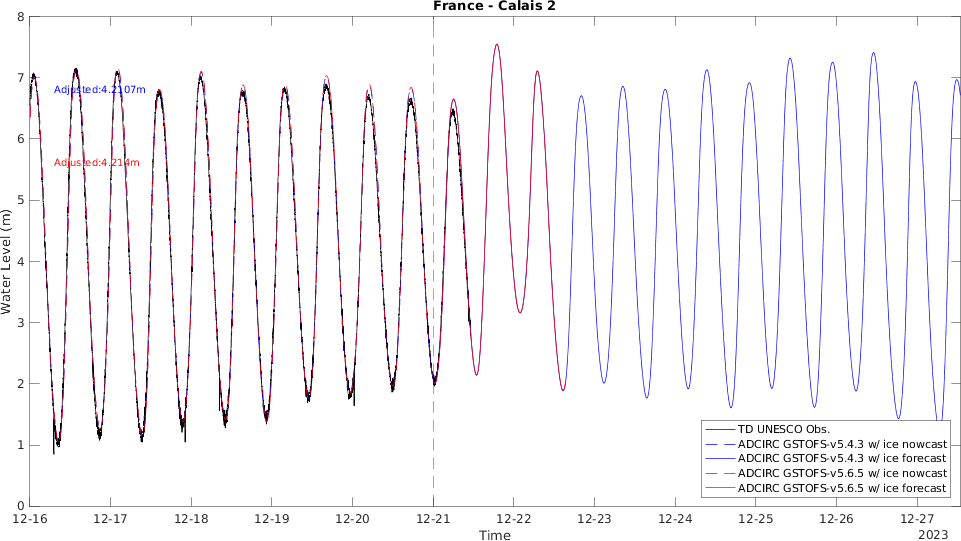 France - Calais 2
8
7
6
5
4
3
2
1
0
Water Level (m)
Adjusted:4.2107m
Adjusted:4.214m
TD UNESCO Obs.
ADCIRC GSTOFS-v5.4.3 w/ ice nowcast
ADCIRC GSTOFS-v5.4.3 w/ ice forecast
ADCIRC GSTOFS-v5.6.5 w/ ice nowcast
ADCIRC GSTOFS-v5.6.5 w/ ice forecast
12-16 12-17 12-18 12-19 12-20 12-21 12-22 12-23 12-24 12-25 12-26 12-27
Time
2023